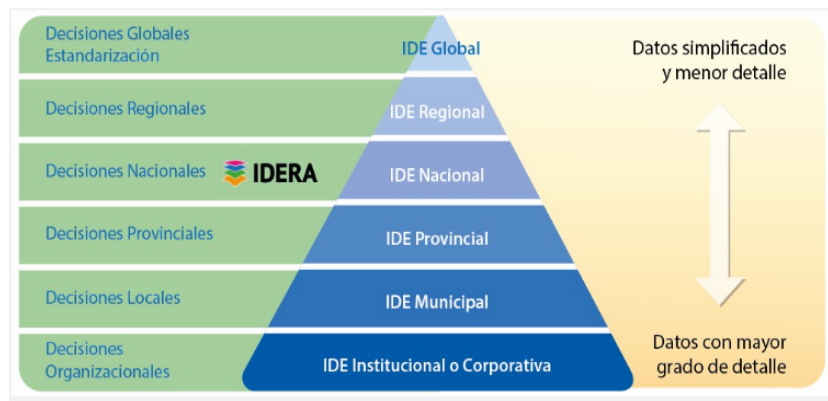 Decisiones Globales
Estandarización
IDE Global
Datos simplificados
y menor detalle
Decisiones Regionales
IDE Regional
Decisiones Nacionales
IDERA
IDE Nacional
Decisiones Provinciales
IDE Provincial
Decisiones Locales
IDE Municipal
Decisiones
Organizacionales
IDE Institucional o Corporativa
Datos con mayor
grado de detalle